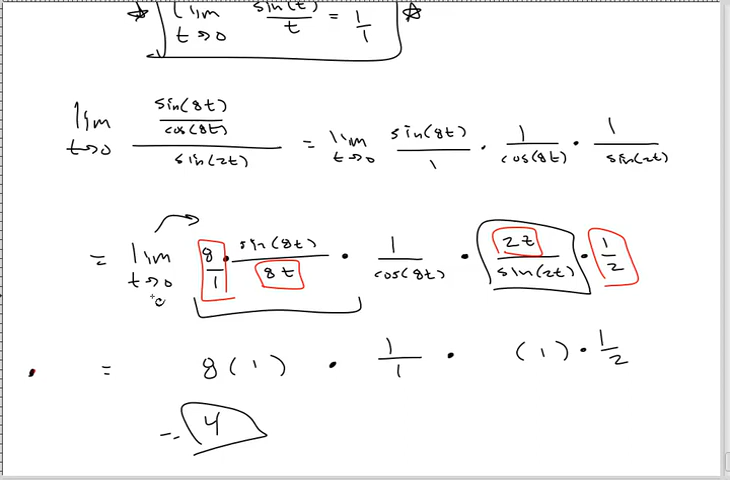 lim t→0 sin(t)/t = 1/1
lim t→0 (sin(8t)/cos(8t))/sin(2t) = lim t→0 sin(8t)/1 · 1/cos(8t) · 1/sin(2t)
= lim t→0 8/1 · sin(8t)/8t · 1/cos(8t) · 2t/sin(2t) · 1/2
= 8(1) · 1/1 · (1) · 1/2
= 4